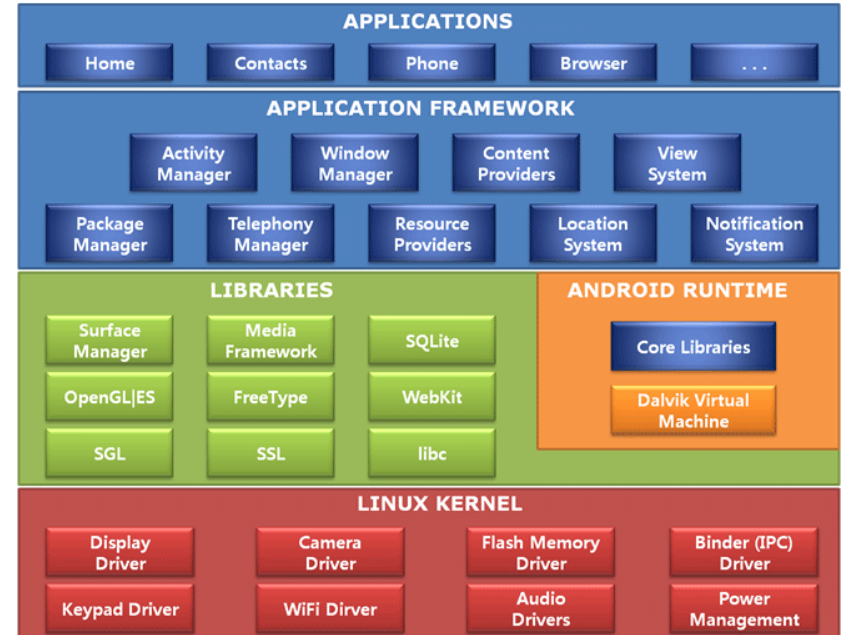 APPLICATIONS
Home Contacts Phone Browser . . .
APPLICATION FRAMEWORK
Activity Manager
Window Manager
Content Providers
View System
Package Manager
Telephony Manager
Resource Providers
Location System
Notification System
LIBRARIES
Surface Manager
Media Framework
SQLite
OpenGL|ES
FreeType
WebKit
SGL
SSL
libc
ANDROID RUNTIME
Core Libraries
Dalvik Virtual Machine
LINUX KERNEL
Display Driver
Camera Driver
Flash Memory Driver
Binder (IPC) Driver
Keypad Driver
WiFi Dirver
Audio Drivers
Power Management